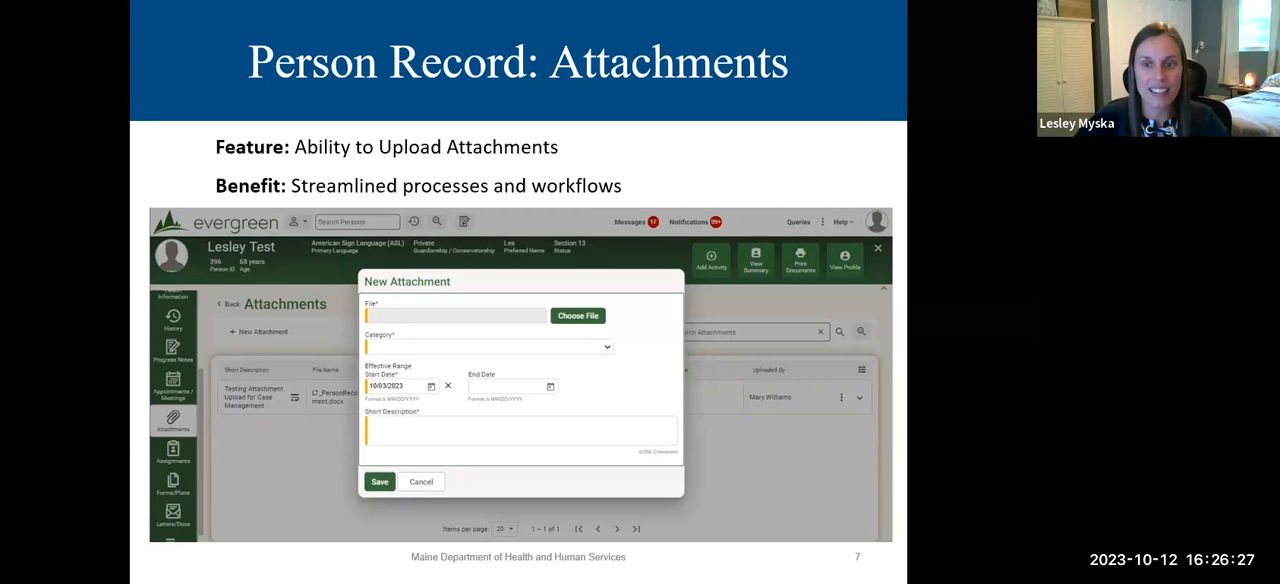 Person Record: Attachments
Lesley Myska
Feature: Ability to Upload Attachments
Benefit: Streamlined processes and workflows
evergreen
Search Persons
Messages 17
Notifications 99+
Queries
Help
Lesley Test
396 68 years
Person ID Age
American Sign Language (ASL)
Primary Language
Private
Guardianship / Conservatorship
Les
Preferred Name
Section 13
Status
Add Activity
View Summary
Print Documents
View Profile
Information
History
Progress Notes
Appointments / Meetings
Attachments
Assignments
Forms/Plans
Letters/Docs
Back Attachments
+ New Attachment
Attachments
Short Description
File Name
Uploaded By
Testing Attachment
Upload for Case
Management
ment.docx
Mary.Williams
New Attachment
File*
Choose File
Category*
Effective Range
Start Date*
End Date
10/03/2023
Format is MM/DD/YYYY
Format is MM/DD/YYYY
Short Description*
0/250 Characters
Save
Cancel
Items per page: 20
1 – 1 of 1
Maine Department of Health and Human Services
7
2023-10-12 16:26:27